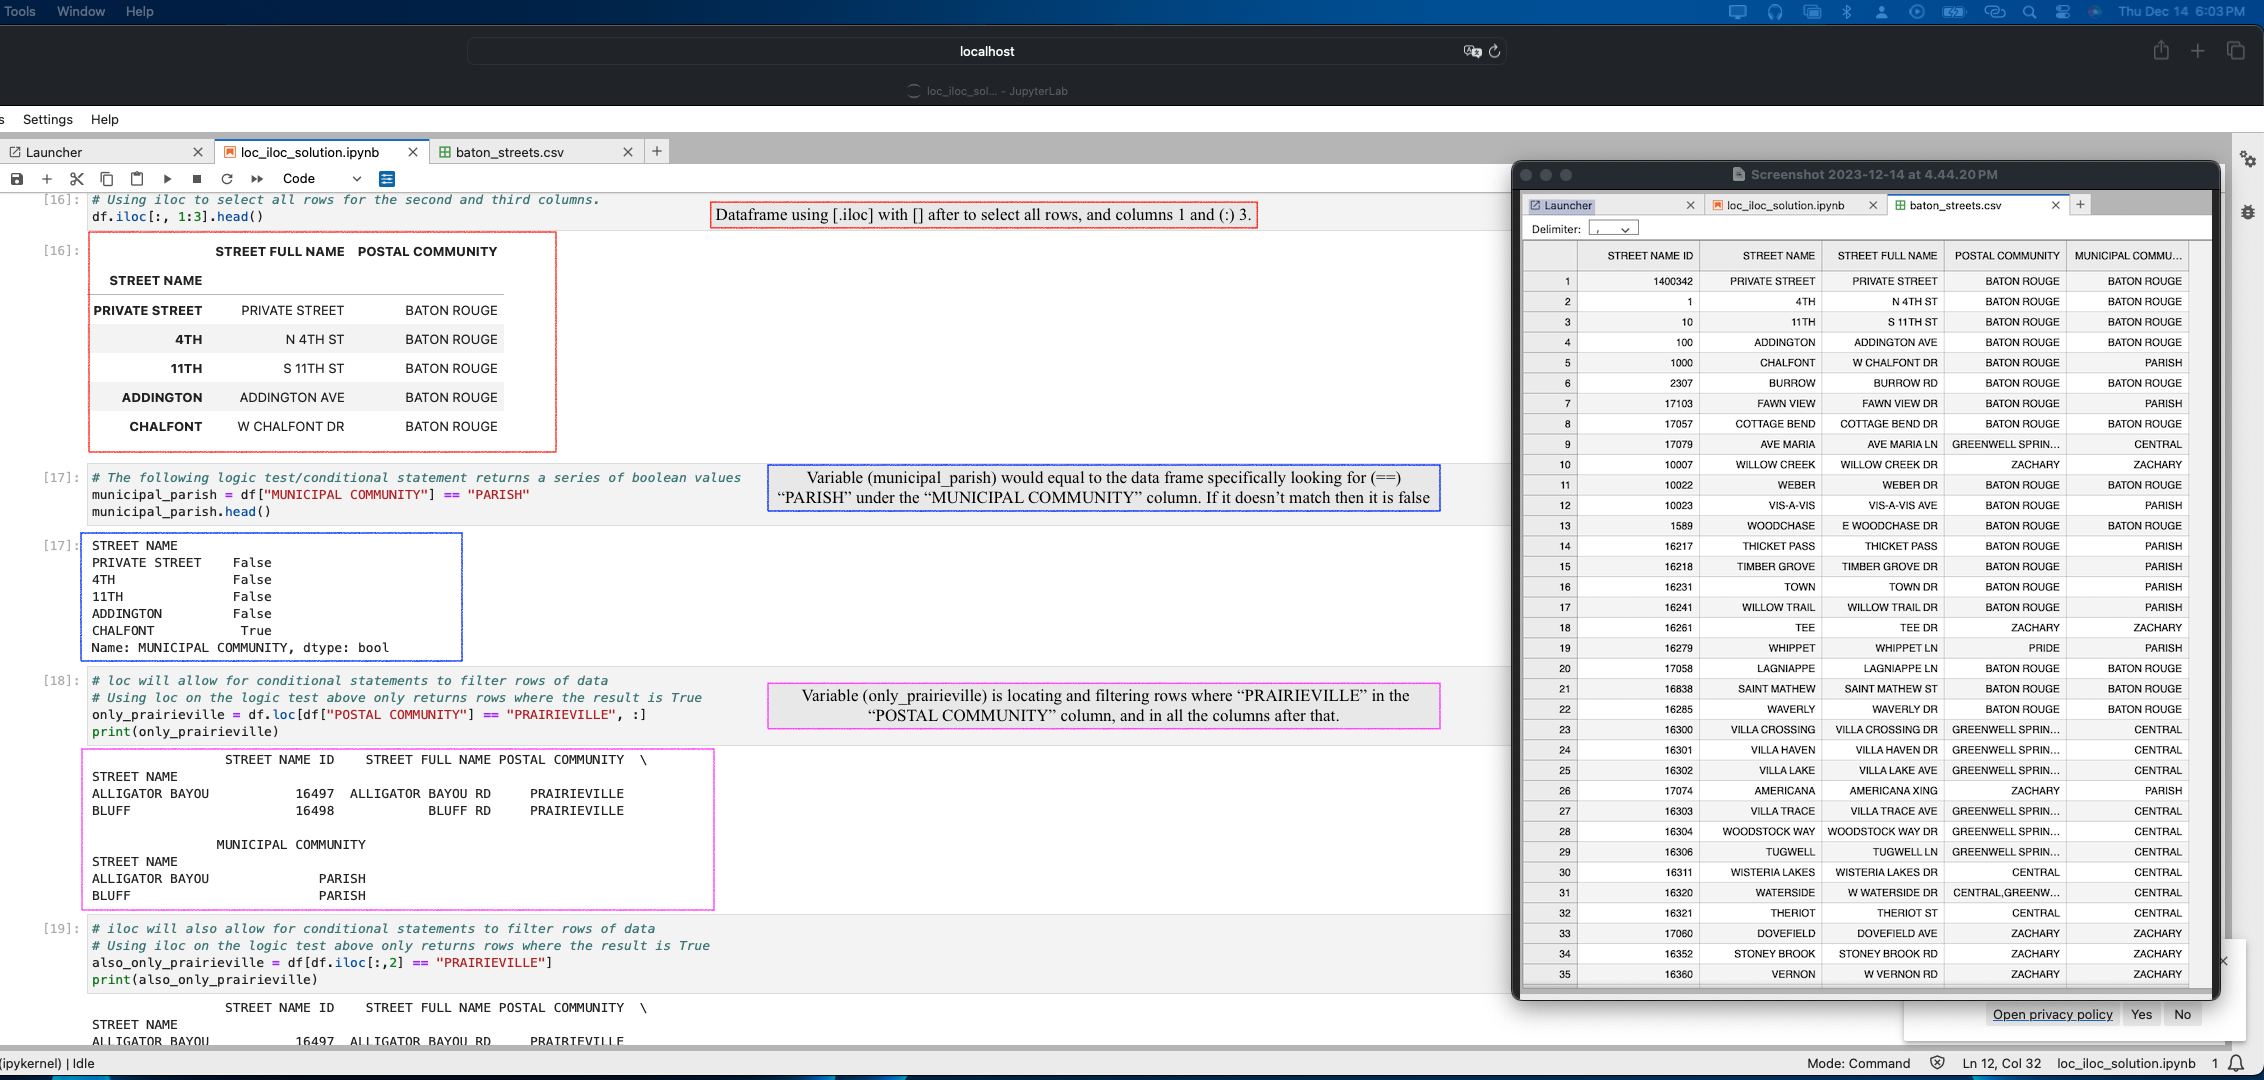 Tools Window Help
Thu Dec 14 6:03 PM
localhost
loc_iloc_sol... - JupyterLab
s Settings Help
Launcher
loc_iloc_solution.ipynb
baton_streets.csv
Code
[16]:
# Using iloc to select all rows for the second and third columns.
df.iloc[:, 1:3].head()
Dataframe using [.iloc] with [] after to select all rows, and columns 1 and (:) 3.
[16]:
STREET FULL NAME POSTAL COMMUNITY
STREET NAME
PRIVATE STREET PRIVATE STREET BATON ROUGE
4TH N 4TH ST BATON ROUGE
11TH S 11TH ST BATON ROUGE
ADDINGTON ADDINGTON AVE BATON ROUGE
CHALFONT W CHALFONT DR BATON ROUGE
[17]:
# The following logic test/conditional statement returns a series of boolean values
municipal_parish = df["MUNICIPAL COMMUNITY"] == "PARISH"
municipal_parish.head()
Variable (municipal_parish) would equal to the data frame specifically looking for (==)
“PARISH” under the “MUNICIPAL COMMUNITY” column. If it doesn’t match then it is false
[17]:
STREET NAME
PRIVATE STREET False
4TH False
11TH False
ADDINGTON False
CHALFONT True
Name: MUNICIPAL COMMUNITY, dtype: bool
[18]:
# loc will allow for conditional statements to filter rows of data
# Using loc on the logic test above only returns rows where the result is True
only_prairieville = df.loc[df["POSTAL COMMUNITY"] == "PRAIRIEVILLE", :]
print(only_prairieville)
Variable (only_prairieville) is locating and filtering rows where “PRAIRIEVILLE” in the
“POSTAL COMMUNITY” column, and in all the columns after that.
STREET NAME ID STREET FULL NAME POSTAL COMMUNITY \
STREET NAME
ALLIGATOR BAYOU 16497 ALLIGATOR BAYOU RD PRAIRIEVILLE
BLUFF 16498 BLUFF RD PRAIRIEVILLE
MUNICIPAL COMMUNITY
STREET NAME
ALLIGATOR BAYOU PARISH
BLUFF PARISH
[19]:
# iloc will also allow for conditional statements to filter rows of data
# Using iloc on the logic test above only returns rows where the result is True
also_only_prairieville = df[df.iloc[:,2] == "PRAIRIEVILLE"]
print(also_only_prairieville)
STREET NAME ID STREET FULL NAME POSTAL COMMUNITY \
STREET NAME
ALLIGATOR BAYOU 16497 ALLIGATOR BAYOU RD PRAIRIEVILLE
Screenshot 2023-12-14 at 4.44.20 PM
Launcher
loc_iloc_solution.ipynb
baton_streets.csv
Delimiter: ,
STREET NAME ID STREET NAME STREET FULL NAME POSTAL COMMUNITY MUNICIPAL COMMU...
1 1400342 PRIVATE STREET PRIVATE STREET BATON ROUGE BATON ROUGE
2 1 4TH N 4TH ST BATON ROUGE BATON ROUGE
3 10 11TH S 11TH ST BATON ROUGE BATON ROUGE
4 100 ADDINGTON ADDINGTON AVE BATON ROUGE BATON ROUGE
5 1000 CHALFONT W CHALFONT DR BATON ROUGE PARISH
6 2307 BURROW BURROW RD BATON ROUGE BATON ROUGE
7 17103 FAWN VIEW FAWN VIEW DR BATON ROUGE PARISH
8 17057 COTTAGE BEND COTTAGE BEND DR BATON ROUGE BATON ROUGE
9 17079 AVE MARIA AVE MARIA LN GREENWELL SPRIN... CENTRAL
10 10007 WILLOW CREEK WILLOW CREEK DR ZACHARY ZACHARY
11 10022 WEBER WEBER DR BATON ROUGE BATON ROUGE
12 10023 VIS-A-VIS VIS-A-VIS AVE BATON ROUGE PARISH
13 1589 WOODCHASE E WOODCHASE DR BATON ROUGE BATON ROUGE
14 16217 THICKET PASS THICKET PASS BATON ROUGE PARISH
15 16218 TIMBER GROVE TIMBER GROVE DR BATON ROUGE PARISH
16 16231 TOWN TOWN DR BATON ROUGE PARISH
17 16241 WILLOW TRAIL WILLOW TRAIL DR BATON ROUGE PARISH
18 16261 TEE TEE DR ZACHARY ZACHARY
19 16279 WHIPPET WHIPPET LN PRIDE PARISH
20 17058 LAGNIAPPE LAGNIAPPE LN BATON ROUGE BATON ROUGE
21 16838 SAINT MATHEW SAINT MATHEW ST BATON ROUGE BATON ROUGE
22 16285 WAVERLY WAVERLY DR BATON ROUGE BATON ROUGE
23 16300 VILLA CROSSING VILLA CROSSING DR GREENWELL SPRIN... CENTRAL
24 16301 VILLA HAVEN VILLA HAVEN DR GREENWELL SPRIN... CENTRAL
25 16302 VILLA LAKE VILLA LAKE AVE GREENWELL SPRIN... CENTRAL
26 17074 AMERICANA AMERICANA XING ZACHARY PARISH
27 16303 VILLA TRACE VILLA TRACE AVE GREENWELL SPRIN... CENTRAL
28 16304 WOODSTOCK WAY WOODSTOCK WAY DR GREENWELL SPRIN... CENTRAL
29 16306 TUGWELL TUGWELL LN GREENWELL SPRIN... CENTRAL
30 16311 WISTERIA LAKES WISTERIA LAKES DR CENTRAL CENTRAL
31 16320 WATERSIDE W WATERSIDE DR CENTRAL,GREENW... CENTRAL
32 16321 THERIOT THERIOT ST CENTRAL CENTRAL
33 17060 DOVEFIELD DOVEFIELD AVE ZACHARY ZACHARY
34 16352 STONEY BROOK STONEY BROOK RD ZACHARY ZACHARY
35 16360 VERNON W VERNON RD ZACHARY ZACHARY
Open privacy policy Yes No
(ipykernel) | Idle
Mode: Command Ln 12, Col 32 loc_iloc_solution.ipynb 1